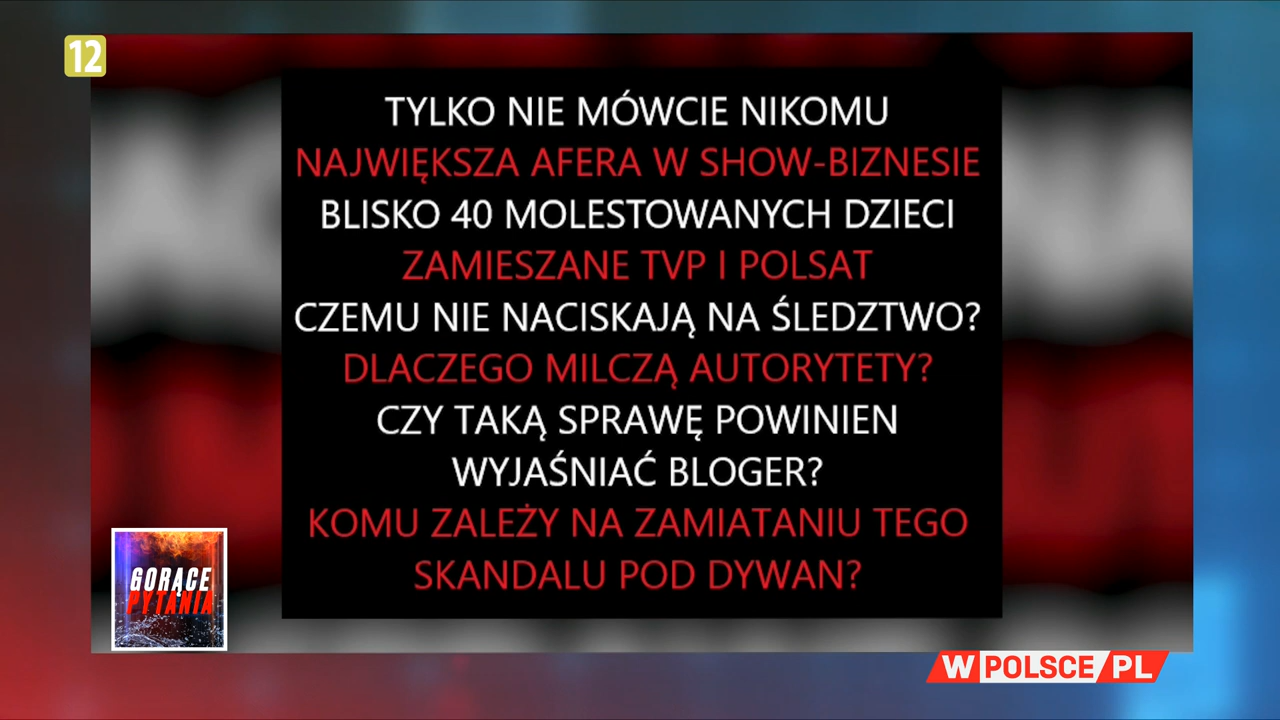 12
TYLKO NIE MÓWCIE NIKOMU
NAJWIĘKSZA AFERA W SHOW-BIZNESIE
BLISKO 40 MOLESTOWANYCH DZIECI
ZAMIESZANE TVP I POLSAT
CZEMU NIE NACISKAJĄ NA ŚLEDZTWO?
DLACZEGO MILCZĄ AUTORYTETY?
CZY TAKĄ SPRAWĘ POWINIEN
WYJAŚNIAĆ BLOGER?
KOMU ZALEŻY NA ZAMIATANIU TEGO
SKANDALU POD DYWAN?
GORĄCE
PYTANIA
WPOLSCE PL